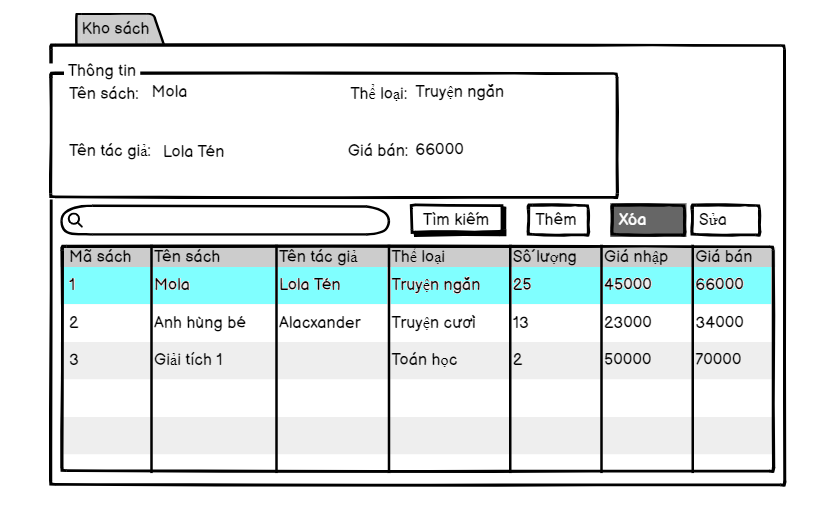 Kho sách
Thông tin
Tên sách: Mola Thể loại: Truyện ngắn
Tên tác giả: Lola Tén Giá bán: 66000
Tìm kiếm Thêm Xóa Sửa
Mã sách Tên sách Tên tác giả Thể loại Số lượng Giá nhập Giá bán
1 Mola Lola Tén Truyện ngắn 25 45000 66000
2 Anh hùng bé Alacxander Truyện cười 13 23000 34000
3 Giải tích 1 Toán học 2 50000 70000